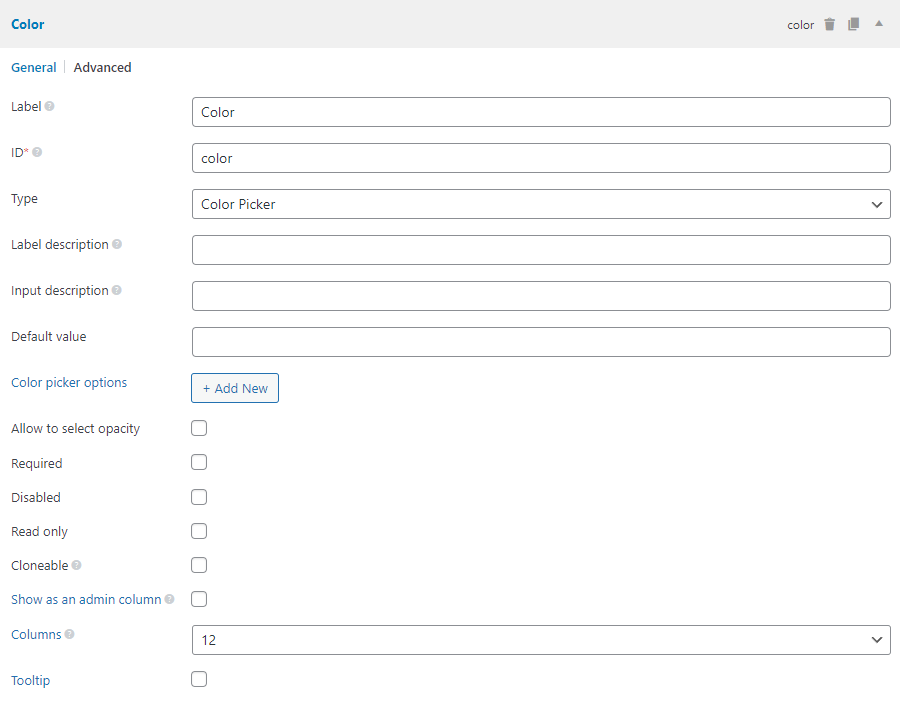 Color color
General Advanced
Label
Color
ID*
color
Type
Color Picker
Label description
Input description
Default value
Color picker options
+ Add New
Allow to select opacity
Required
Disabled
Read only
Cloneable
Show as an admin column
Columns
12
Tooltip